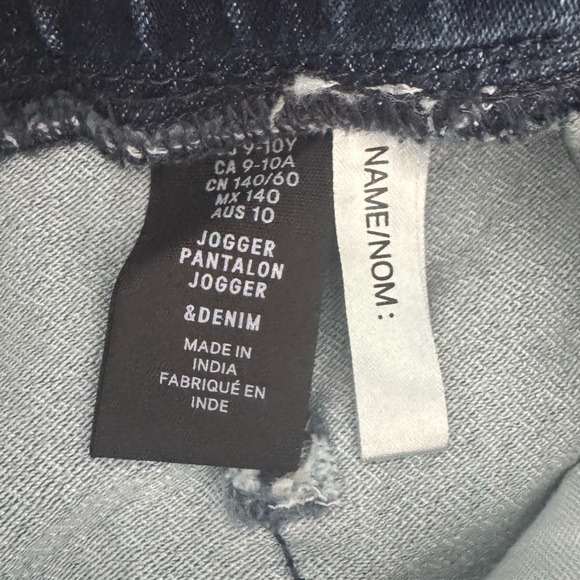 9-10Y
CA 9-10A
CN 140/60
MX 140
AUS 10
JOGGER
PANTALON
JOGGER
&DENIM
MADE IN
INDIA
FABRIQUÉ EN
INDE
NAME/NOM: